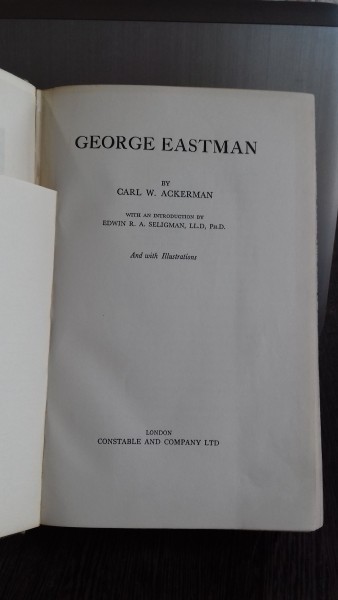 GEORGE EASTMAN
BY
CARL W. ACKERMAN
WITH AN INTRODUCTION BY
EDWIN R. A. SELIGMAN, LL.D, PH.D.
And with Illustrations
LONDON
CONSTABLE AND COMPANY LTD